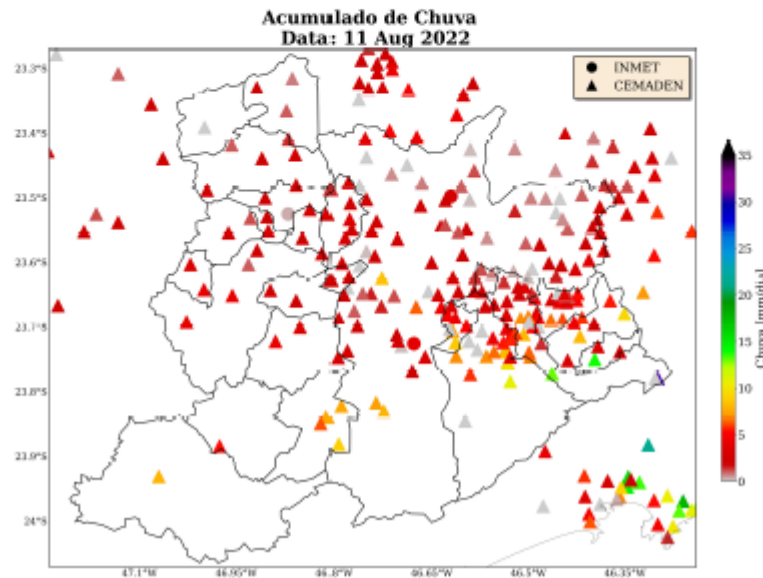 Acumulado de Chuva
Data: 11 Aug 2022
INMET
CEMADEN
23.3°S
23.4°S
23.5°S
23.6°S
23.7°S
23.8°S
23.9°S
24°S
47.1°W
46.95°W
46.8°W
46.65°W
46.5°W
46.35°W
35
30
25
20
15
10
5
0
Chuva [mm/dia]